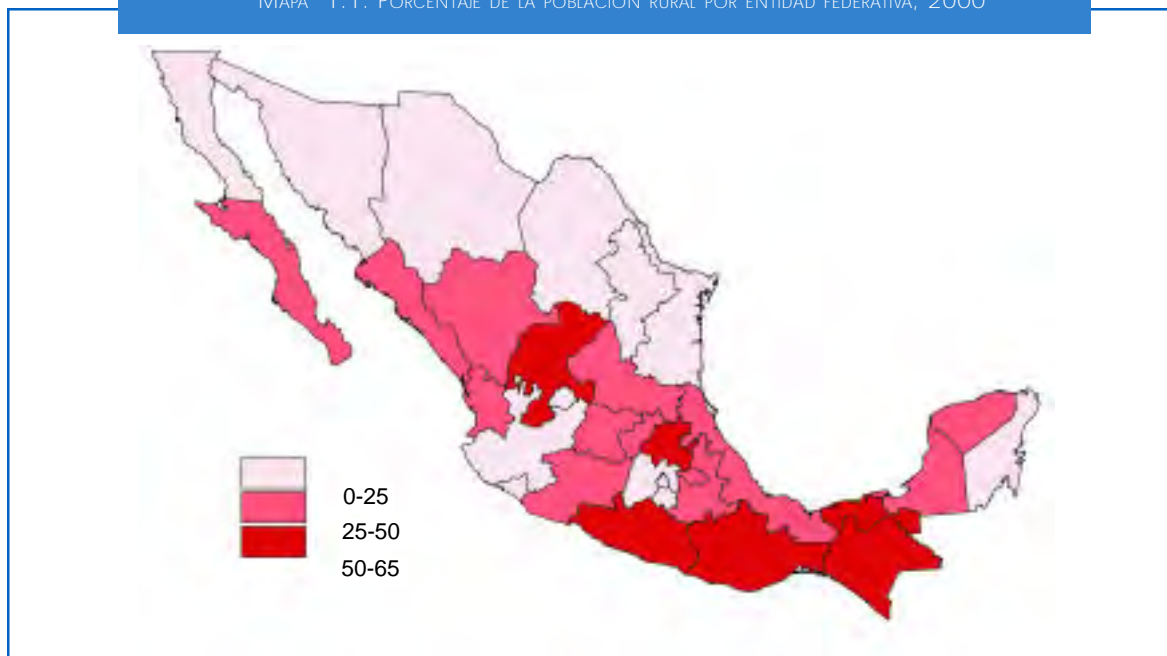 MAPA 1.1. PORCENTAJE DE LA POBLACIÓN RURAL POR ENTIDAD FEDERATIVA, 2000
0-25
25-50
50-65